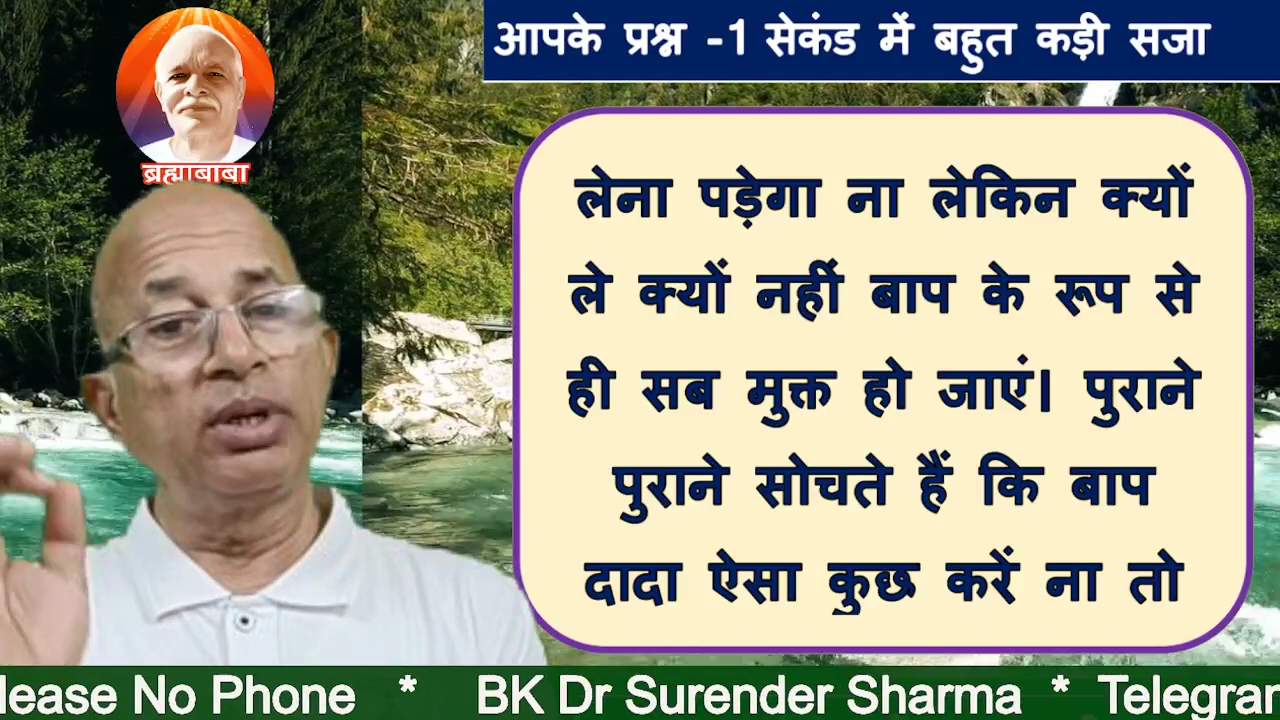 आपके प्रश्न -1 सेकंड में बहुत कड़ी सजा
ब्रह्माबाबा
लेना पड़ेगा ना लेकिन क्यों
ले क्यों नहीं बाप के रूप से
ही सब मुक्त हो जाएं। पुराने
पुराने सोचते हैं कि बाप
दादा ऐसा कुछ करें ना तो
lease No Phone * BK Dr Surender Sharma * Telegram